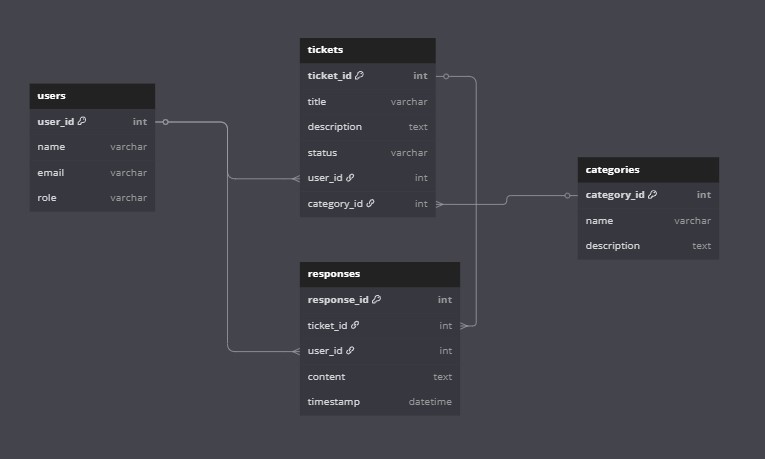 users
user_id int
name varchar
email varchar
role varchar
tickets
ticket_id int
title varchar
description text
status varchar
user_id int
category_id int
responses
response_id int
ticket_id int
user_id int
content text
timestamp datetime
categories
category_id int
name varchar
description text